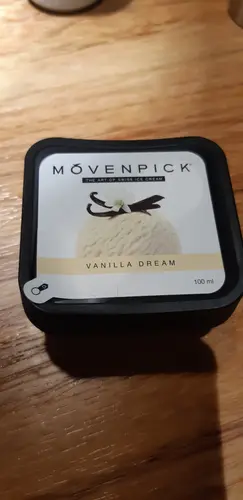 MÖVENPICK
THE ART OF SWISS ICE CREAM
VANILLA DREAM
100 ml